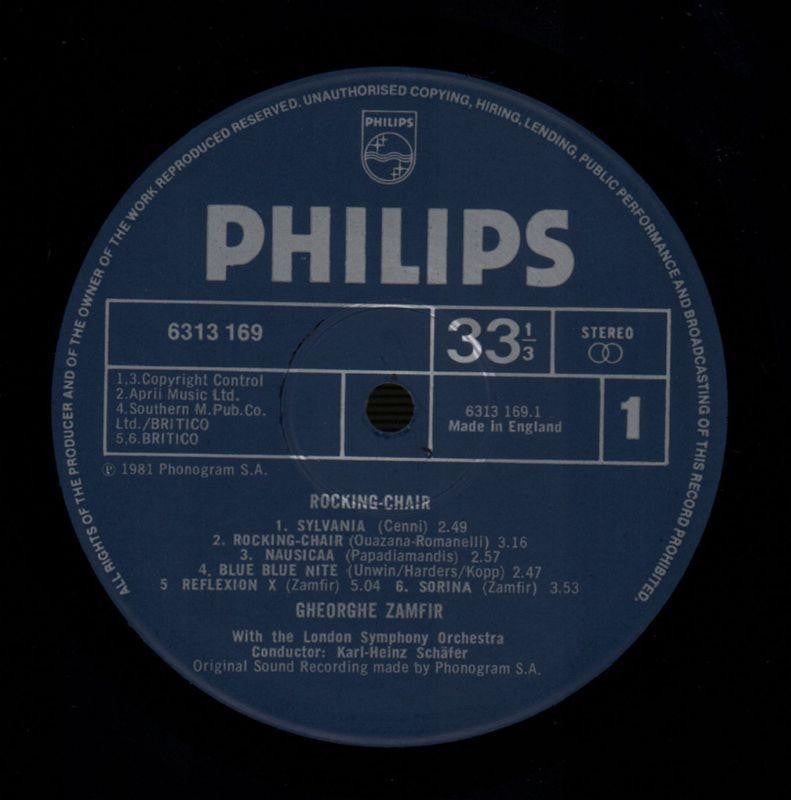 ALL RIGHTS OF THE PRODUCER AND OF THE OWNER OF THE WORK REPRODUCED RESERVED. UNAUTHORISED COPYING, HIRING, LENDING, PUBLIC PERFORMANCE AND BROADCASTING OF THIS RECORD PROHIBITED.
PHILIPS
PHILIPS
6313 169
33 1/3
STEREO
1,3.Copyright Control
2.April Music Ltd.
4.Southern M.Pub.Co.
Ltd./BRITICO
5,6.BRITICO
6313 169.1
Made in England
1
℗ 1981 Phonogram S.A.
ROCKING-CHAIR
1. SYLVANIA (Cenni) 2.49
2. ROCKING-CHAIR (Ouazana-Romanelli) 3.16
3. NAUSICAA (Papadiamandis) 2.57
4. BLUE BLUE NITE (Unwin/Harders/Kopp) 2.47
5 REFLEXION X (Zamfir) 5.04 6. SORINA (Zamfir) 3.53
GHEORGHE ZAMFIR
With the London Symphony Orchestra
Conductor: Karl-Heinz Schäfer
Original Sound Recording made by Phonogram S.A.